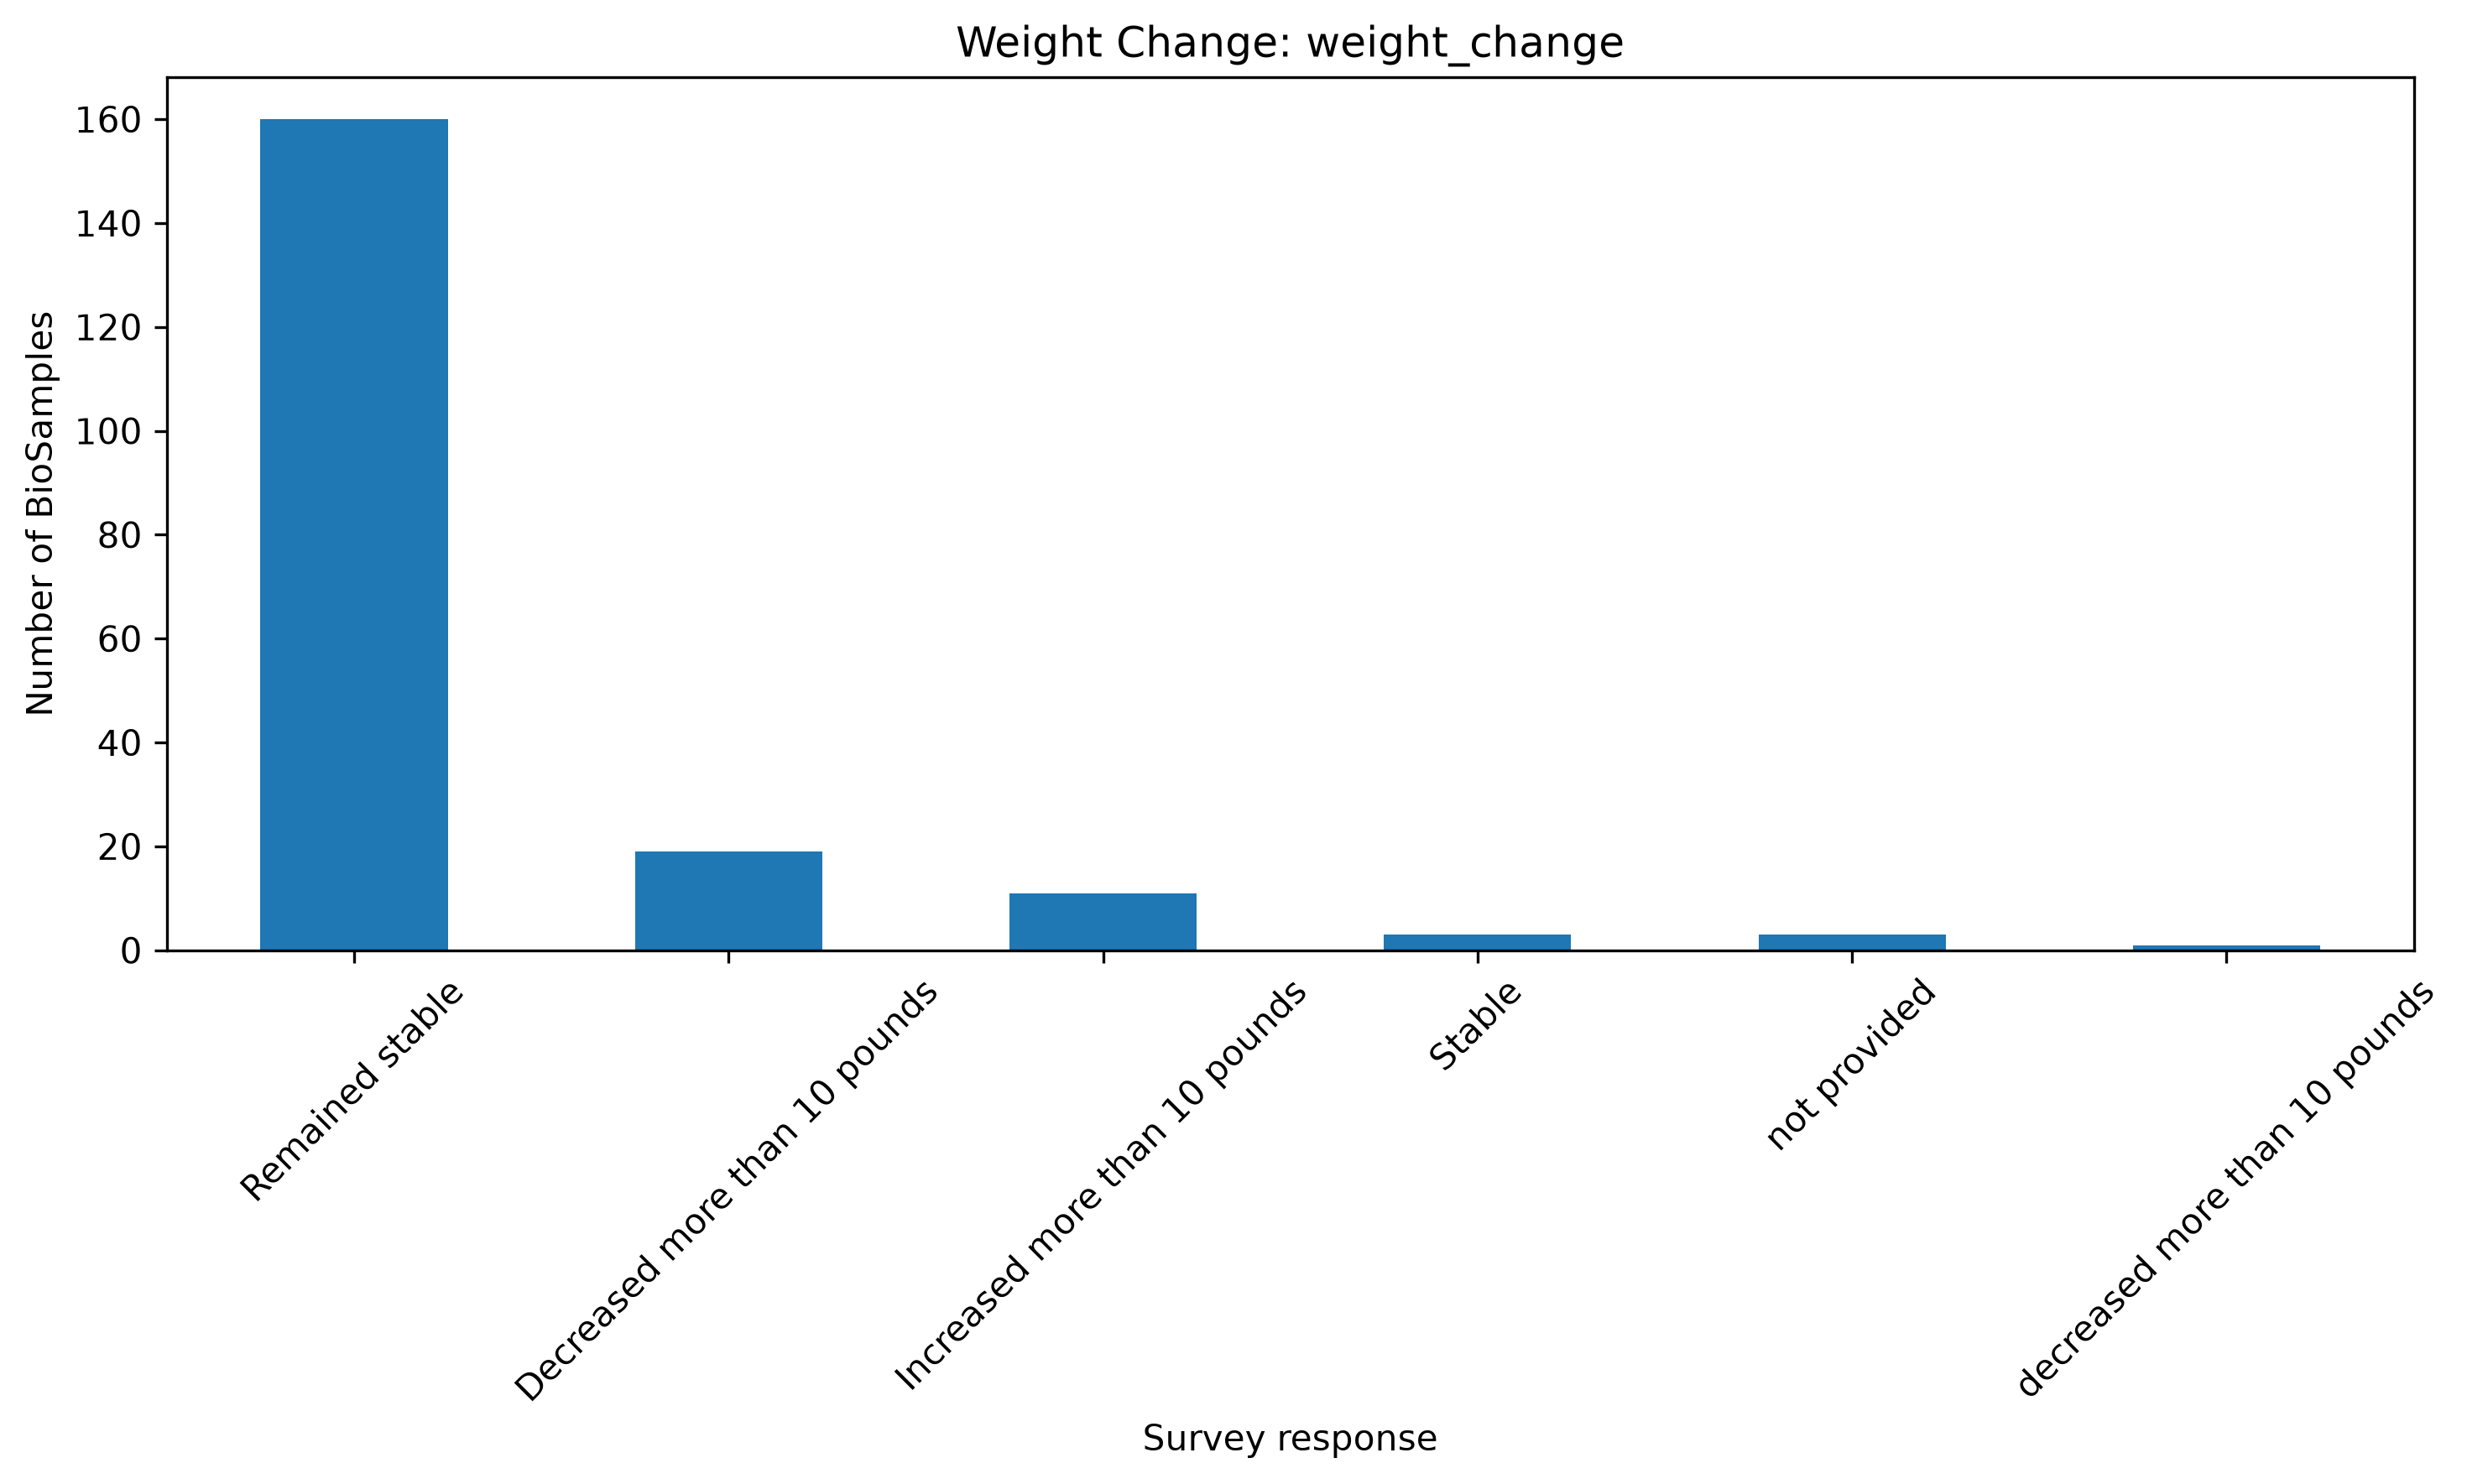 Weight Change: weight_change
Number of BioSamples
160
140
120
100
80
60
40
20
0
Remained stable
Decreased more than 10 pounds
Increased more than 10 pounds
Stable
not provided
decreased more than 10 pounds
Survey response